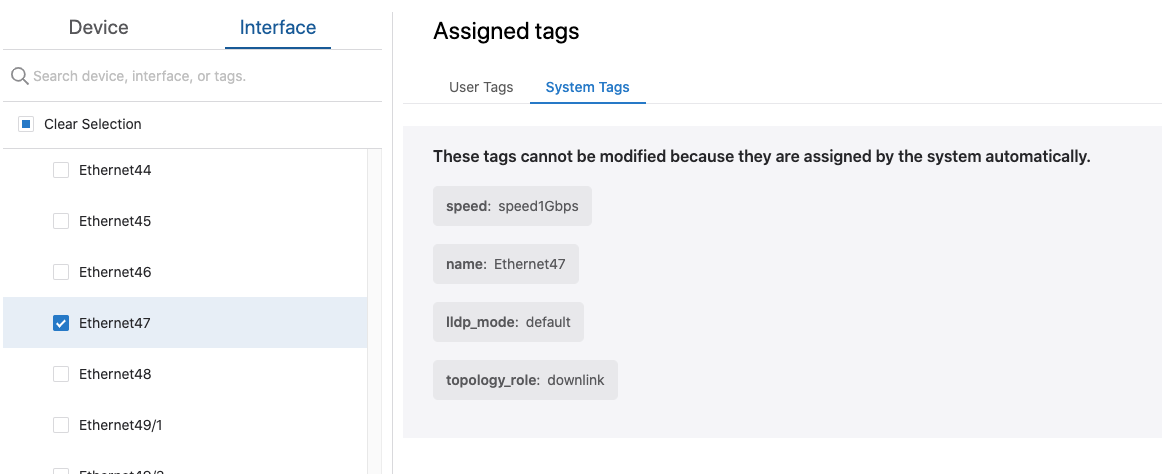 Device
Interface
Search device, interface, or tags.
Clear Selection
Ethernet44
Ethernet45
Ethernet46
Ethernet47
Ethernet48
Ethernet49/1
Assigned tags
User Tags
System Tags
These tags cannot be modified because they are assigned by the system automatically.
speed: speed1Gbps
name: Ethernet47
lldp_mode: default
topology_role: downlink